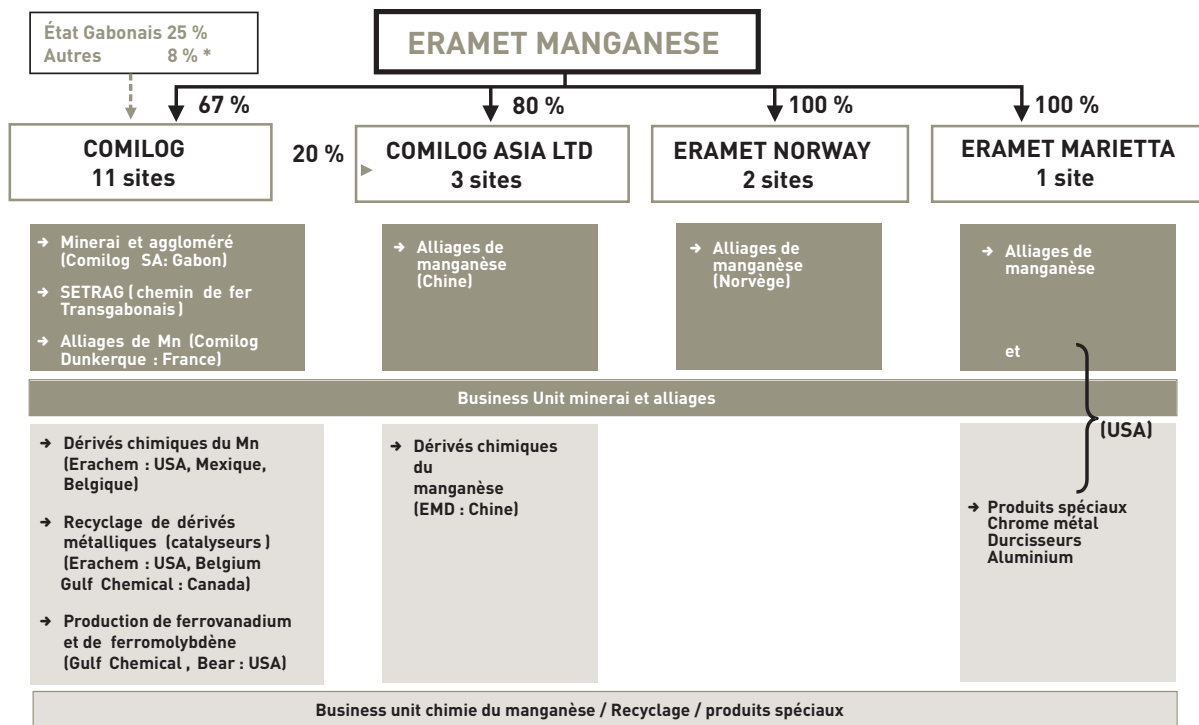 État Gabonais 25 %
Autres 8 % *
ERAMET MANGANESE
67 %
80 %
100 %
100 %
COMILOG
11 sites
20 %
COMILOG ASIA LTD
3 sites
ERAMET NORWAY
2 sites
ERAMET MARIETTA
1 site
→ Minerai et aggloméré
(Comilog SA: Gabon)
→ SETRAG (chemin de fer
Transgabonais)
→ Alliages de Mn (Comilog
Dunkerque : France)
→ Alliages de
manganèse
(Chine)
→ Alliages de
manganèse
(Norvège)
→ Alliages de
manganèse
et
Business Unit minerai et alliages
(USA)
→ Dérivés chimiques du Mn
(Erachem : USA, Mexique,
Belgique)
→ Recyclage de dérivés
métalliques (catalyseurs)
(Erachem : USA, Belgium
Gulf Chemical : Canada)
→ Production de ferrovanadium
et de ferromolybdène
(Gulf Chemical , Bear : USA)
→ Dérivés chimiques
du
manganèse
(EMD : Chine)
→ Produits spéciaux
Chrome métal
Durcisseurs
Aluminium
Business unit chimie du manganèse / Recyclage / produits spéciaux